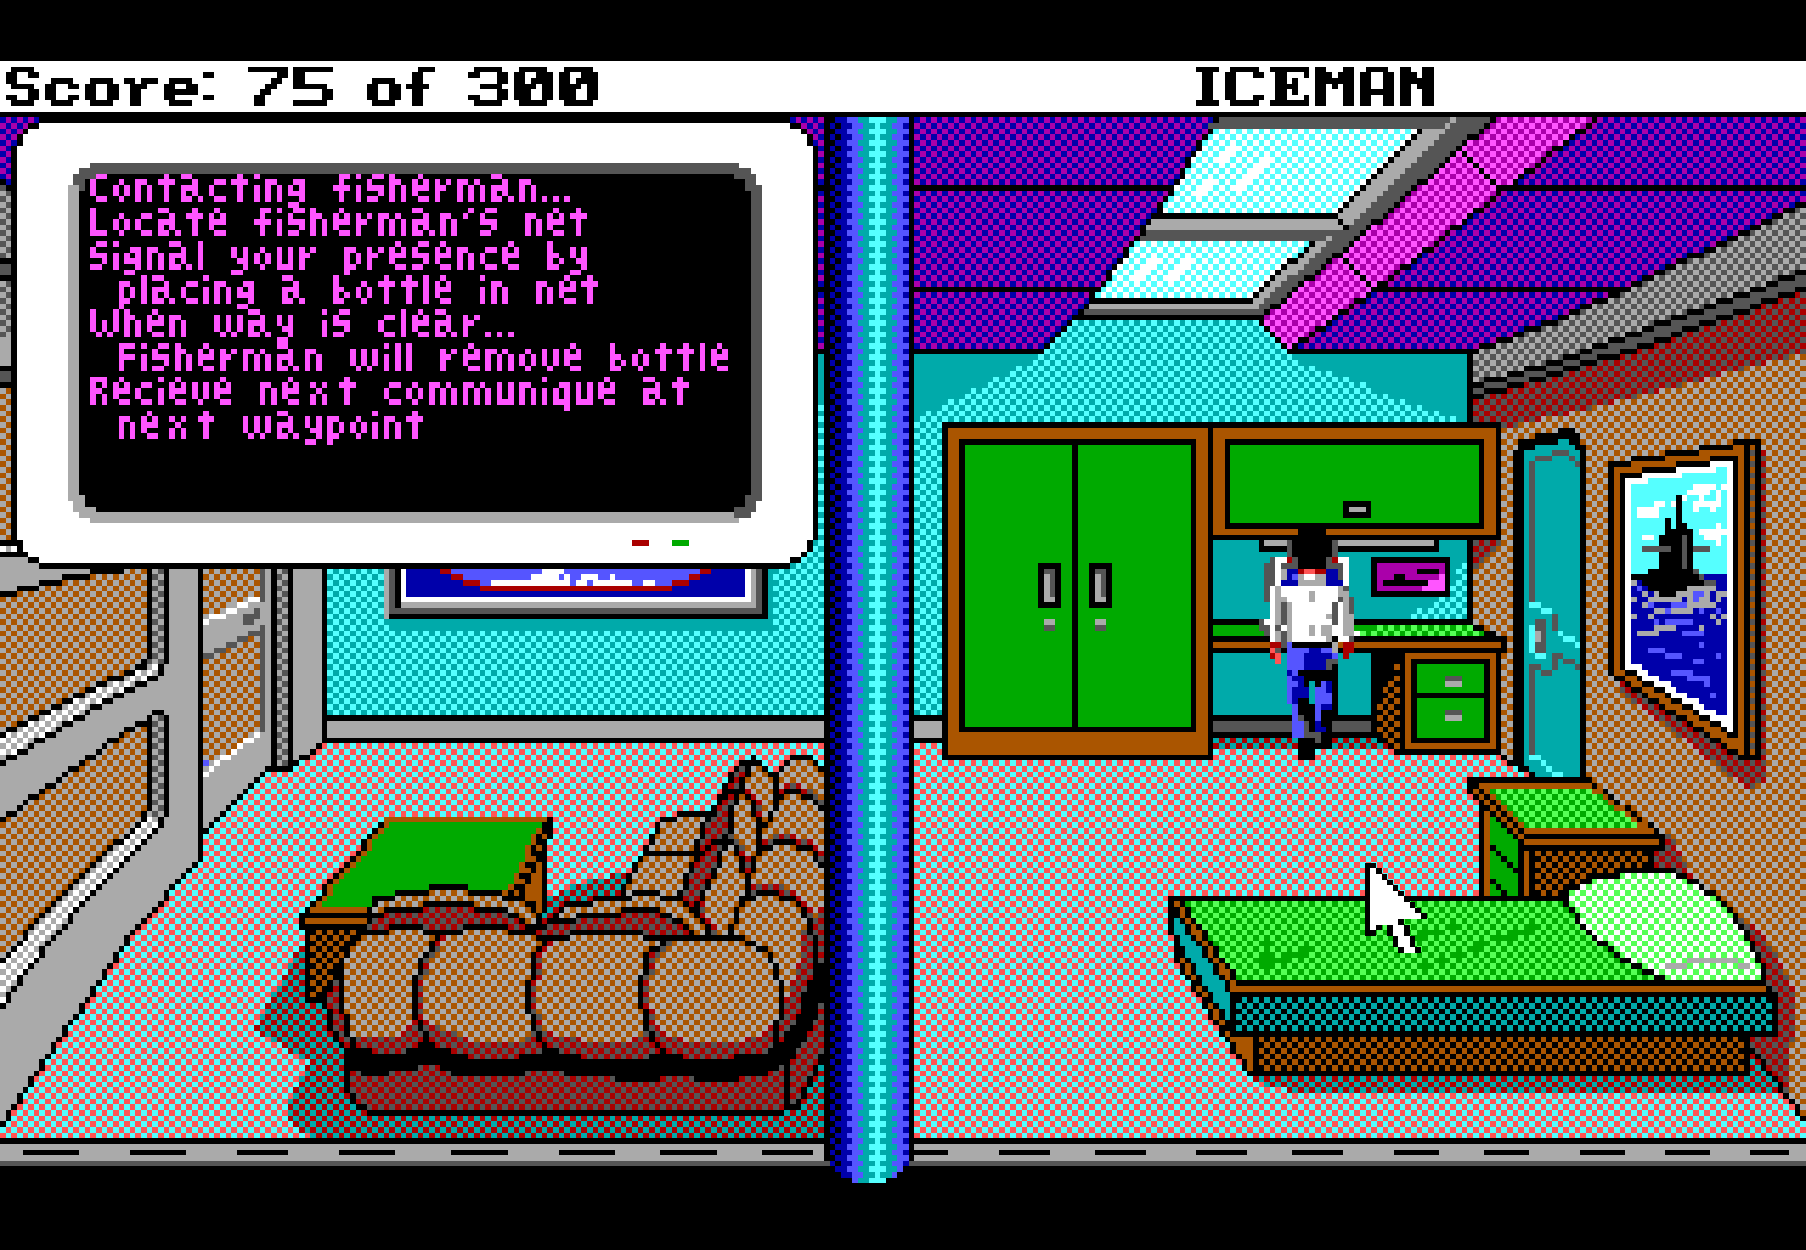 Score: 75 of 300
ICEMAN
Contacting fisherman...
Locate fisherman's net
Signal your presence by
placing a bottle in net
When way is clear...
Fisherman will remove bottle
Recieve next communique at
next waypoint